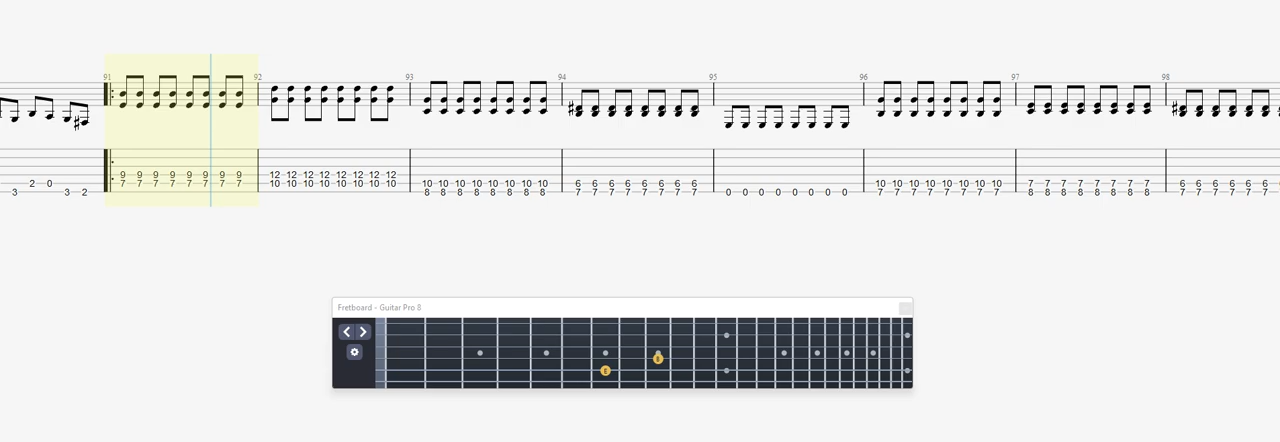 91 92 93 94 95 96 97 98
9 9 9 9 9 9 9 9 12 12 12 12 12 12 12 12
2 0 7 7 7 7 7 7 7 7 10 10 10 10 10 10 10 10 10 10 10 10 10 10 10 10 6 6 6 6 6 6 6 6 10 10 10 10 10 10 10 10 7 7 7 7 7 7 7 7 6 6 6 6 6 6
3 3 2 8 8 8 8 8 8 8 8 7 7 7 7 7 7 7 7 0 0 0 0 0 0 0 0 7 7 7 7 7 7 7 7 8 8 8 8 8 8 8 8 7 7 7 7 7 7
Fretboard - Guitar Pro 8
B
E